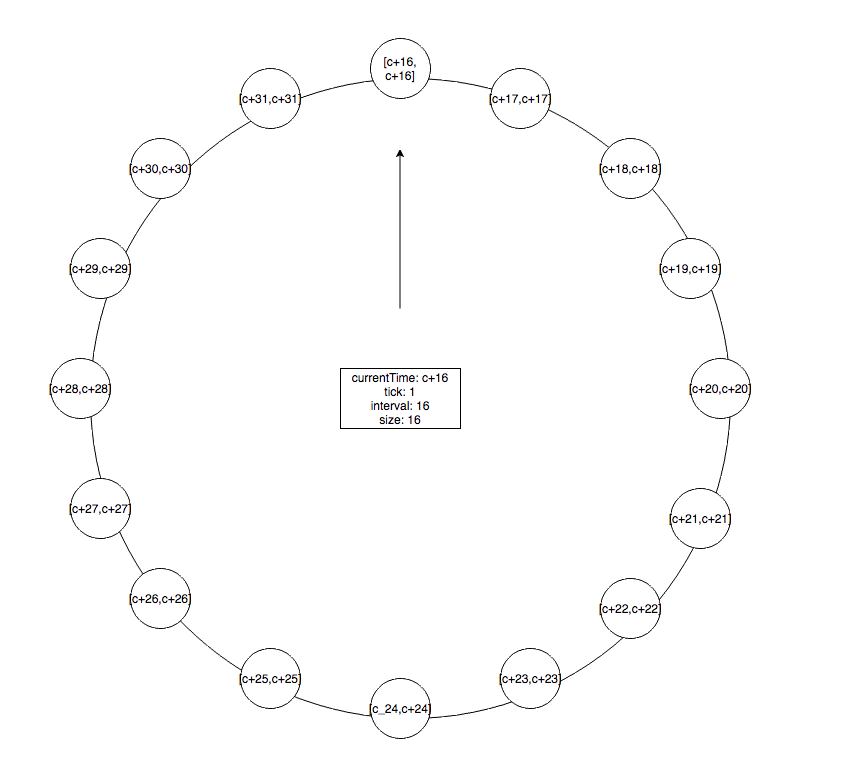 [c+16,
c+16]
[c+31,c+31]
[c+17,c+17]
[c+30,c+30]
[c+18,c+18]
[c+29,c+29]
[c+19,c+19]
[c+28,c+28]
currentTime: c+16
tick: 1
interval: 16
size: 16
[c+20,c+20]
[c+27,c+27]
[c+21,c+21]
[c+26,c+26]
[c+22,c+22]
[c+25,c+25]
[c+23,c+23]
[c_24,c+24]